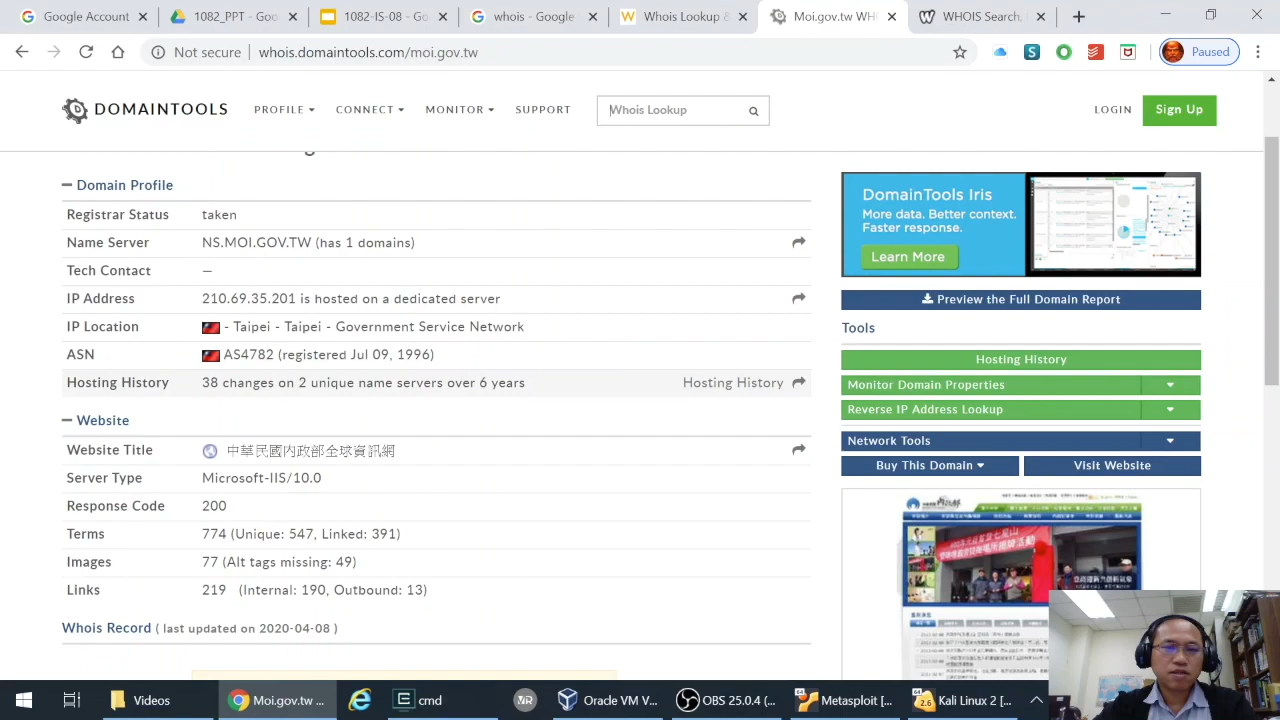 Google Account
1082_PPT - Goo
1082-IS-08 - Go
whois - Google
Whois Lookup &
Moi.gov.tw WH
WHOIS Search,
Not secure
whois.domaintools.com/moi.gov.tw
Paused
DOMAINTOOLS
PROFILE
CONNECT
MONITOR
SUPPORT
Whois Lookup
LOGIN
Sign Up
Domain Profile
Registrar Status taken
Name Server NS.MOI.GOV.TW (has 1 domains)
Tech Contact —
IP Address 210.69.35.201 is hosted on a dedicated server
IP Location - Taipei - Taipei - Government Service Network
ASN AS4782 (registered Jul 09, 1996)
Hosting History 38 changes on 2 unique name servers over 6 years Hosting History
Website
Website Title 中華民國內政部全球資訊網
Server Type Microsoft-IIS/10.0
Response Code 200
Terms 774 (Unique: 525, Linked:
Images 77 (Alt tags missing: 49)
Links 219 (Internal: 190, Outbound: 13)
Whois Record ( last updated on 2020-04-08 )
DomainTools Iris
More data. Better context.
Faster response.
Learn More
Preview the Full Domain Report
Tools
Hosting History
Monitor Domain Properties
Reverse IP Address Lookup
Network Tools
Buy This Domain
Visit Website
內政部
Videos
Moi.gov.tw ...
cmd
Oracle VM V...
OBS 25.0.4 (...
Metasploit [...
Kali Linux 2 [...